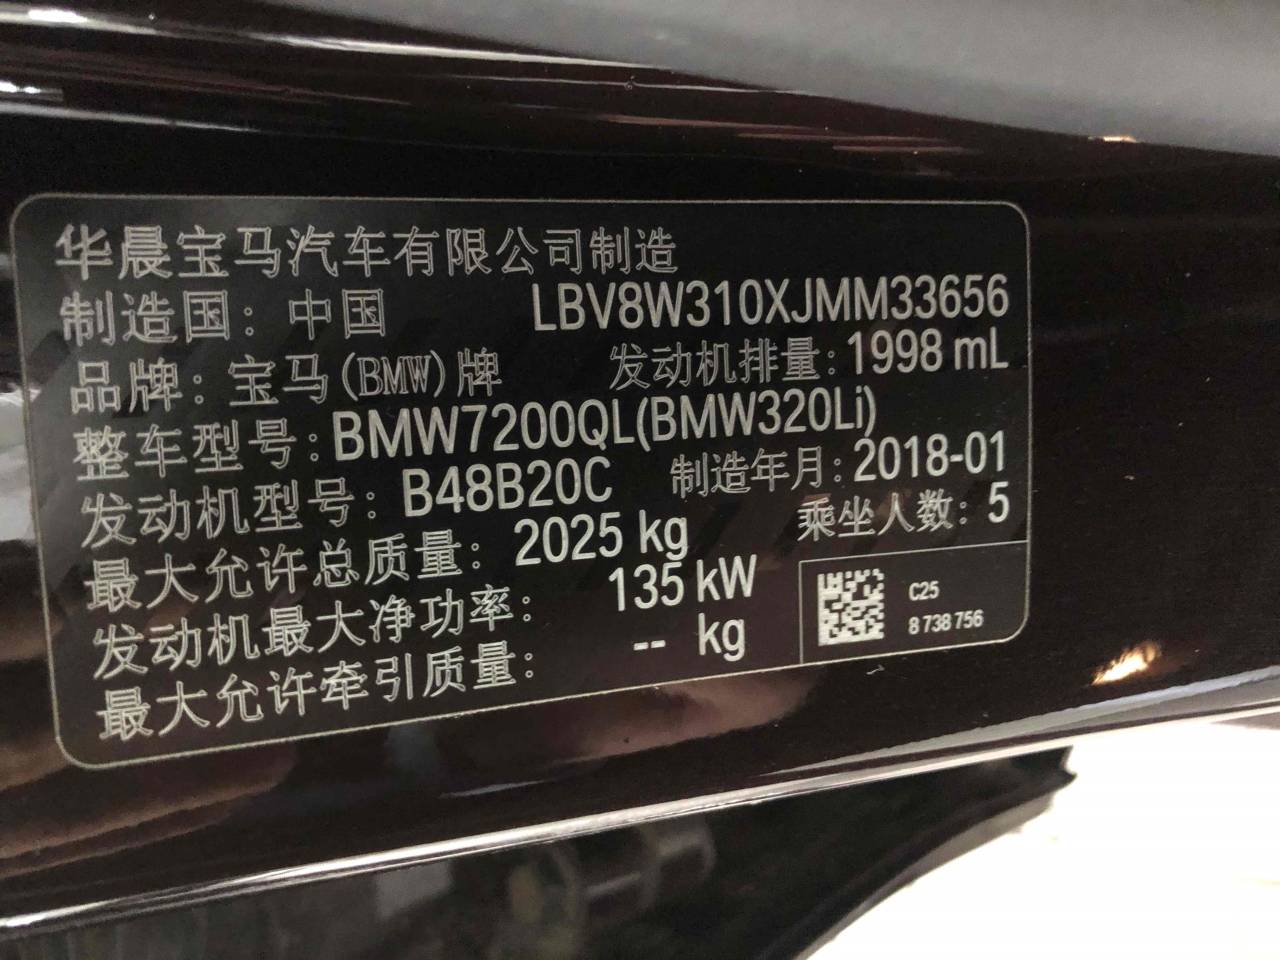 华晨宝马汽车有限公司制造
制造国：中国 LBV8W310XJMM33656
品牌：宝马(BMW)牌 发动机排量：1998 mL
整车型号：BMW7200QL(BMW320Li)
发动机型号：B48B20C 制造年月：2018-01
最大允许总质量：2025 kg 乘坐人数：5
发动机最大净功率：135 kW
最大允许牵引质量：-- kg
C25
8 738 756